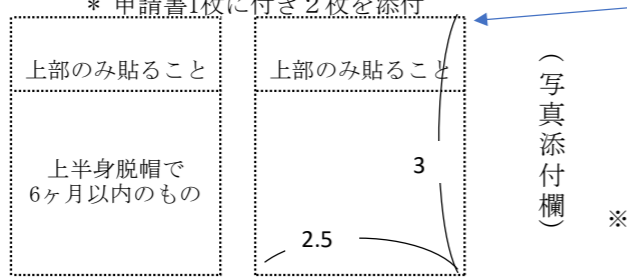 * 申請書1枚に付き２枚を添付
上部のみ貼ること
上半身脱帽で
6ヶ月以内のもの
上部のみ貼ること
3
2.5
（写真添付欄）
※